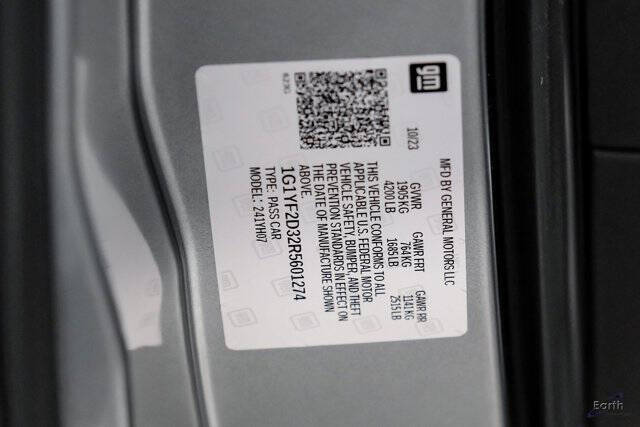 gm
MFD BY GENERAL MOTORS LLC
10/23 GVWR GAWR FRT GAWR RR
1905KG 764KG 1141KG
4200LB 1685LB 2515LB
THIS VEHICLE CONFORMS TO ALL
APPLICABLE U.S. FEDERAL MOTOR
VEHICLE SAFETY, BUMPER, AND THEFT
PREVENTION STANDARDS IN EFFECT ON
THE DATE OF MANUFACTURE SHOWN
ABOVE.
1G1YF2D32R5601274
TYPE: PASS CAR
MODEL: 241YH07
623G
Earth